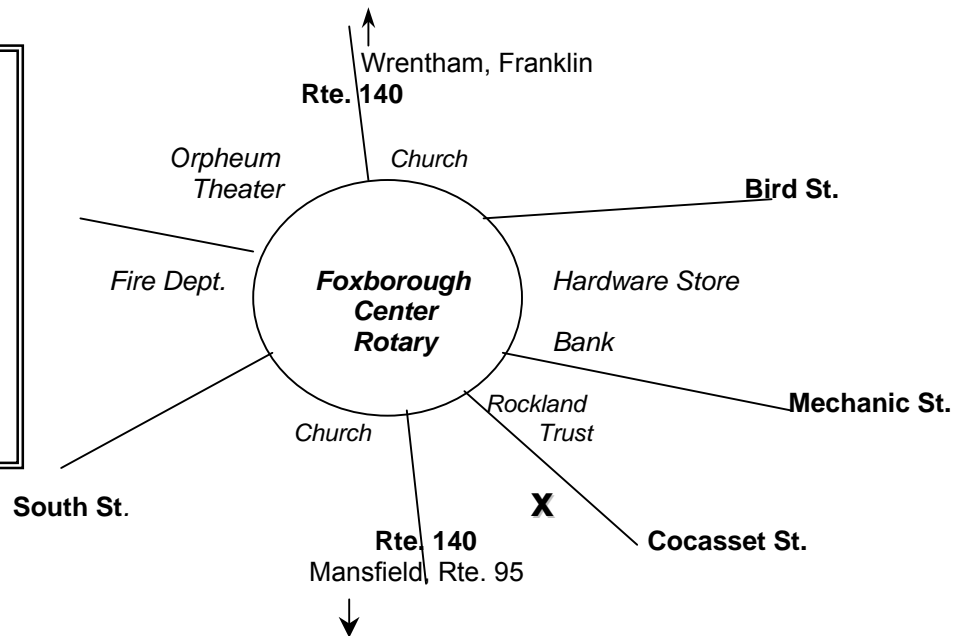 Wrentham, Franklin
Rte. 140
Orpheum
Theater
Church
Bird St.
Fire Dept.
Foxborough
Center
Rotary
Hardware Store
Bank
Mechanic St.
Rockland
Trust
Church
South St.
X
Rte. 140
Mansfield, Rte. 95
Cocasset St.